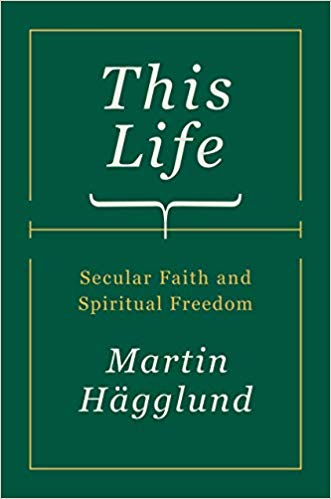 This
Life
Secular Faith and
Spiritual Freedom
Martin
Hägglund